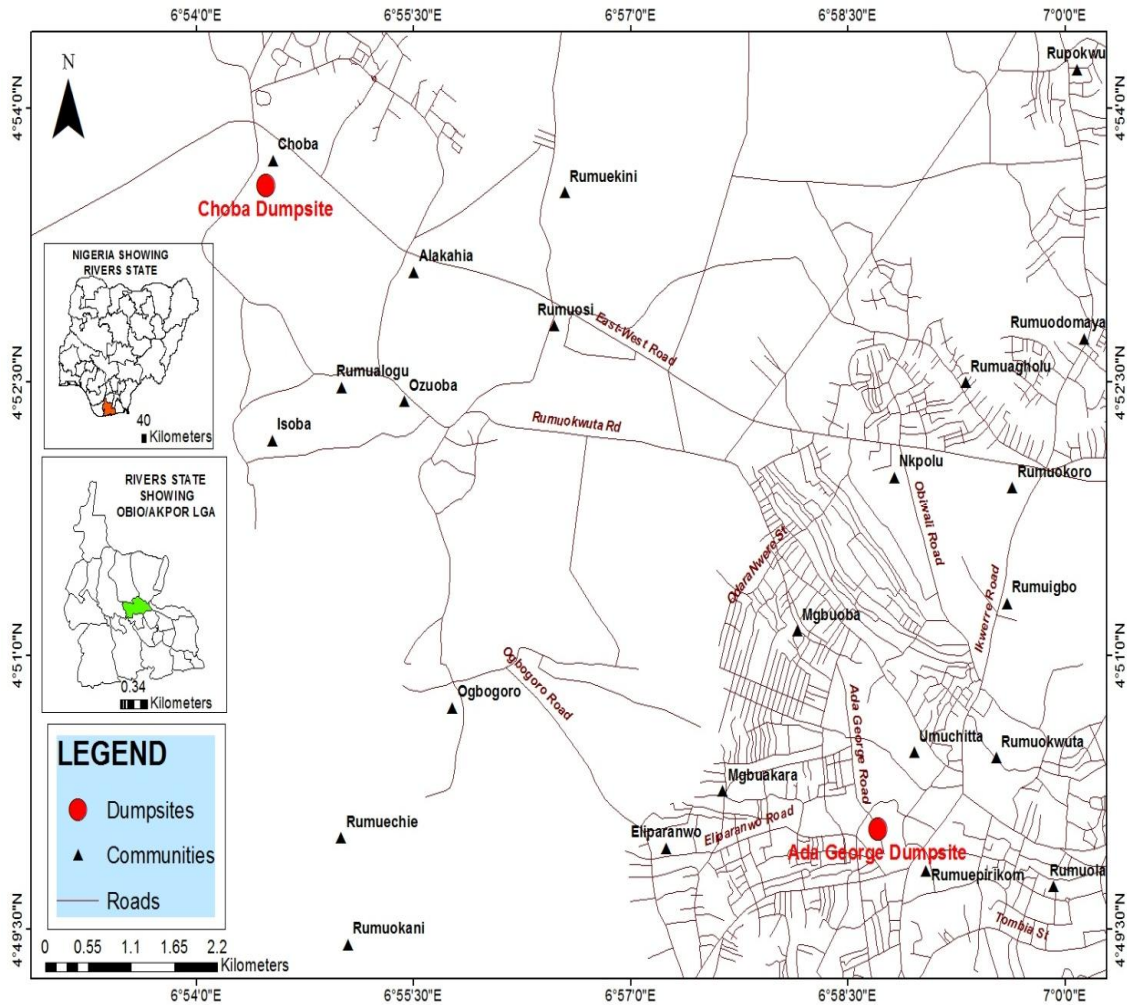 6°54'0"E
6°55'30"E
6°57'0"E
6°58'30"E
7°0'0"E
N
4°54'0"N
4°54'0"N
Rupokwu
Choba
Choba Dumpsite
Rumuekini
Alakahia
Rumuosi
East-West Road
Rumuodomaya
Rumuagholu
NIGERIA SHOWING
RIVERS STATE
40
Kilometers
4°52'30"N
4°52'30"N
Rumualogu
Ozuoba
Isoba
Rumuokwuta Rd
Nkpolu
Rumuokoro
Obiwali Road
RIVERS STATE
SHOWING
OBIO/AKPOR LGA
0.34
Kilometers
Odara Nwere St
Ikwerre Road
Rumuigbo
Mgbuoba
4°51'0"N
4°51'0"N
Ogbogoro
Ogbogoro Road
Ada George Road
Umuchitta
Rumuokwuta
Mgbuakara
Eliparanwo
Eliparanwo Road
Ada George Dumpsite
Rumuepirikom
Rumuola
Tombia St
Rumuechie
Rumuokani
LEGEND
Dumpsites
Communities
Roads
4°49'30"N
4°49'30"N
0 0.55 1.1 1.65 2.2
Kilometers
6°54'0"E
6°55'30"E
6°57'0"E
6°58'30"E
7°0'0"E